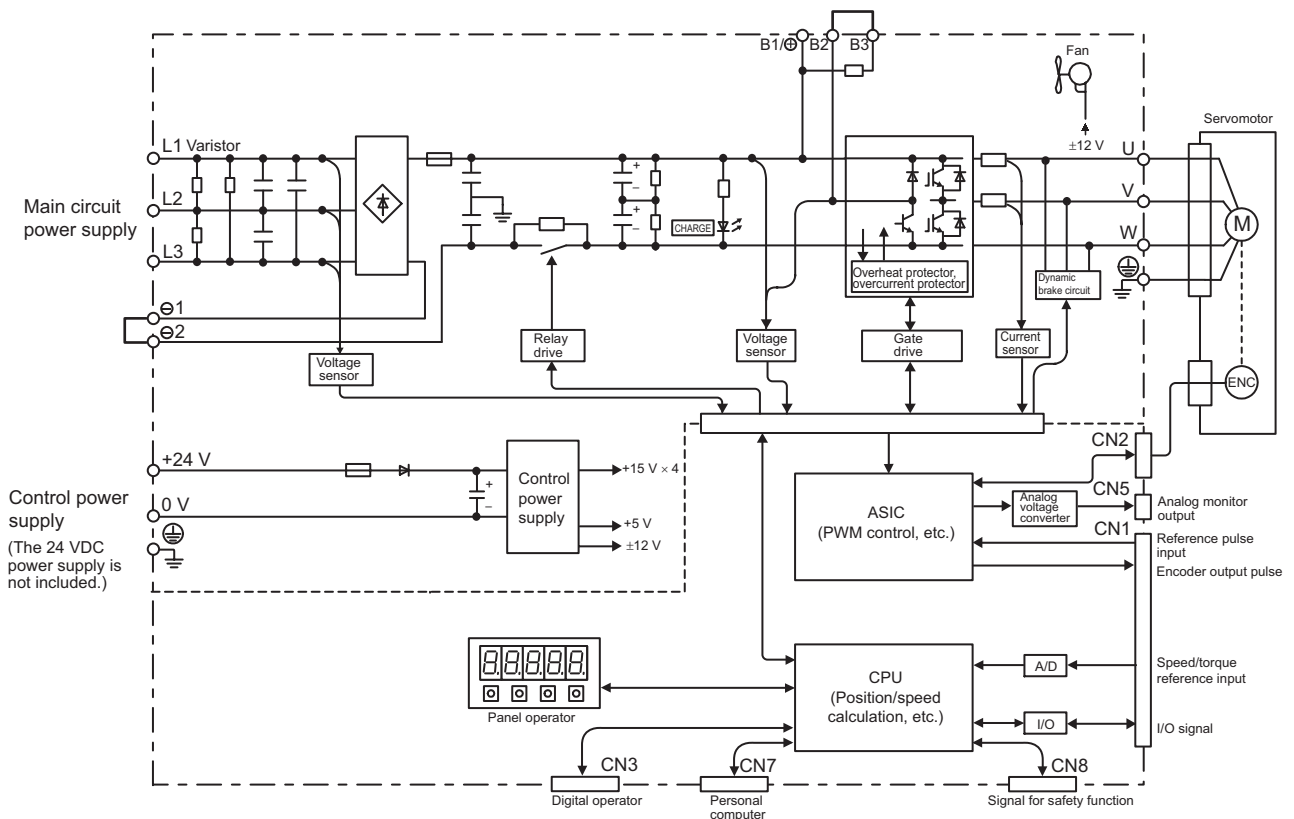 B1/⊕ B2 B3
Fan
±12 V
Servomotor
L1 Varistor
L2
L3
Main circuit
power supply
⊖1
⊖2
+
–
+
–
CHARGE
Overheat protector,
overcurrent protector
U
V
W
M
Dynamic
brake circuit
Voltage
sensor
Relay
drive
Voltage
sensor
Gate
drive
Current
sensor
ENC
+24 V
0 V
Control power
supply
(The 24 VDC
power supply is
not included.)
+
–
Control
power
supply
+15 V × 4
+5 V
±12 V
ASIC
(PWM control, etc.)
Analog
voltage
converter
CN2
CN5
Analog monitor
output
CN1
Reference pulse
input
Encoder output pulse
88888
Panel operator
CPU
(Position/speed
calculation, etc.)
A/D
Speed/torque
reference input
I/O
I/O signal
CN3
CN7
CN8
Digital operator
Personal
computer
Signal for safety function